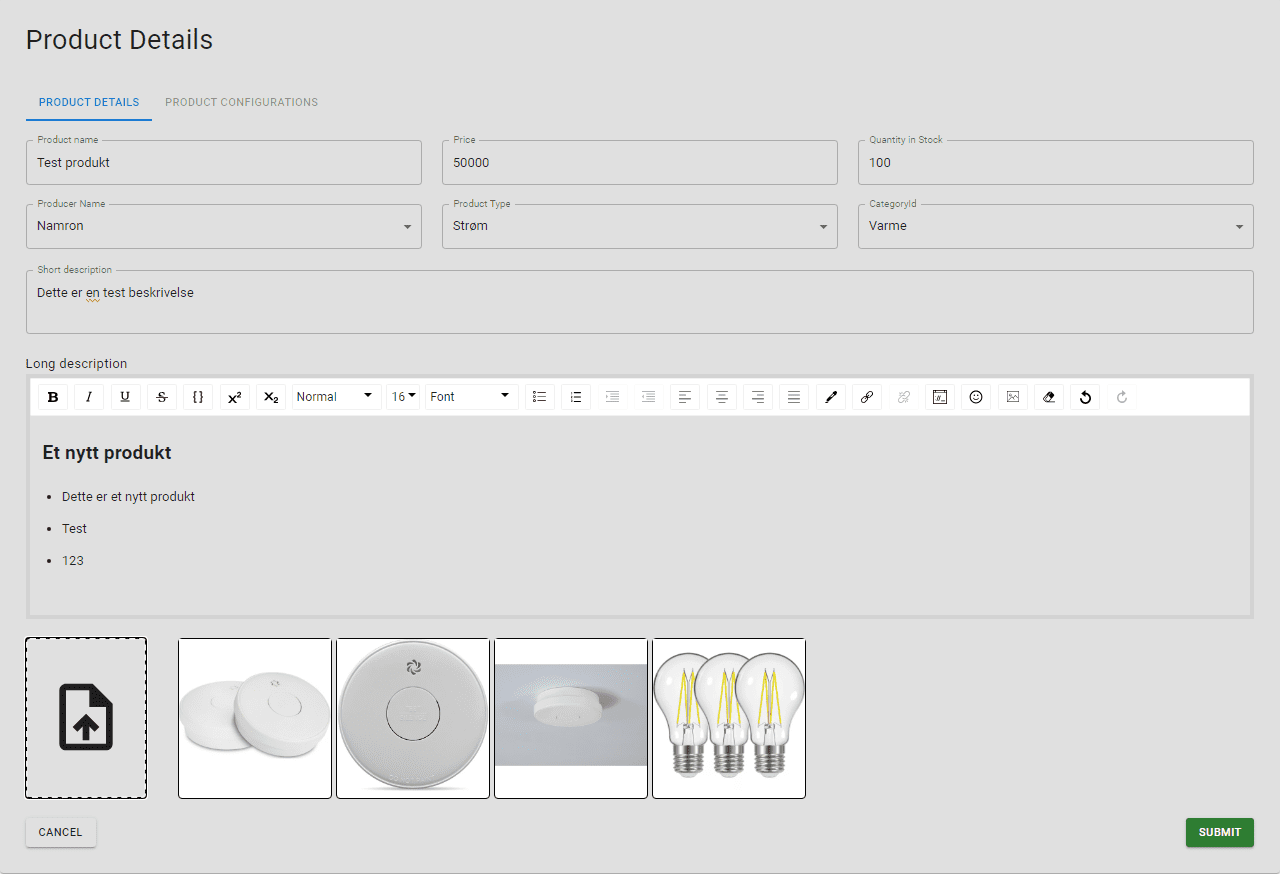 Product Details
PRODUCT DETAILS PRODUCT CONFIGURATIONS
Product name Price Quantity in Stock
Test produkt 50000 100
Producer Name Product Type CategoryId
Namron Strøm Varme
Short description
Dette er en test beskrivelse
Long description
B I U S {} x² x₂ Normal 16 Font
Et nytt produkt
• Dette er et nytt produkt
• Test
• 123
CANCEL SUBMIT